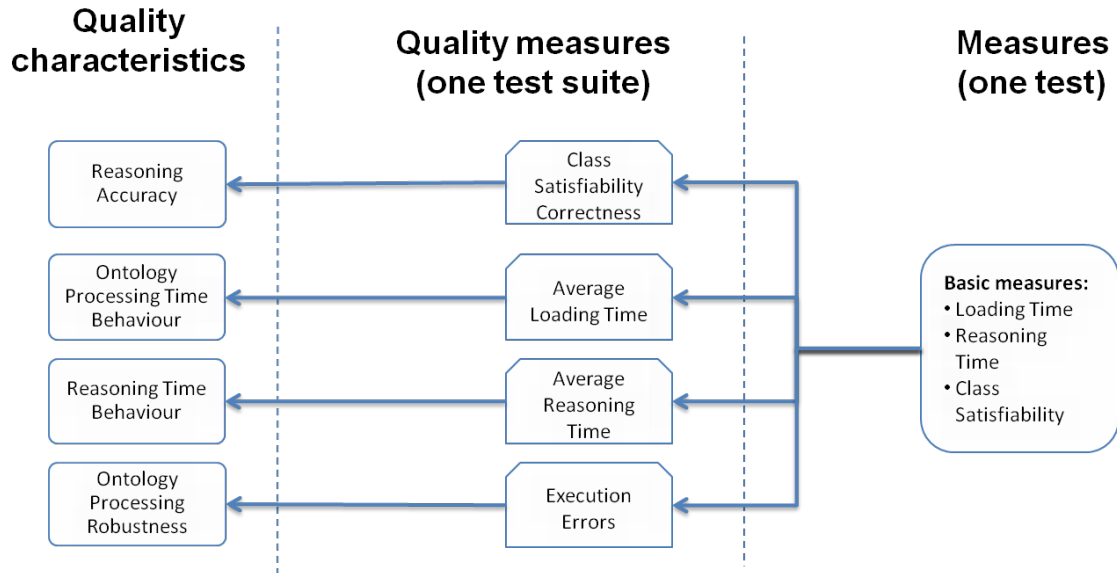 Quality
characteristics
Quality measures
(one test suite)
Measures
(one test)
Reasoning
Accuracy
Class
Satisfiability
Correctness
Ontology
Processing Time
Behaviour
Average
Loading Time
Basic measures:
• Loading Time
• Reasoning
Time
• Class
Satisfiability
Reasoning Time
Behaviour
Average
Reasoning
Time
Ontology
Processing
Robustness
Execution
Errors